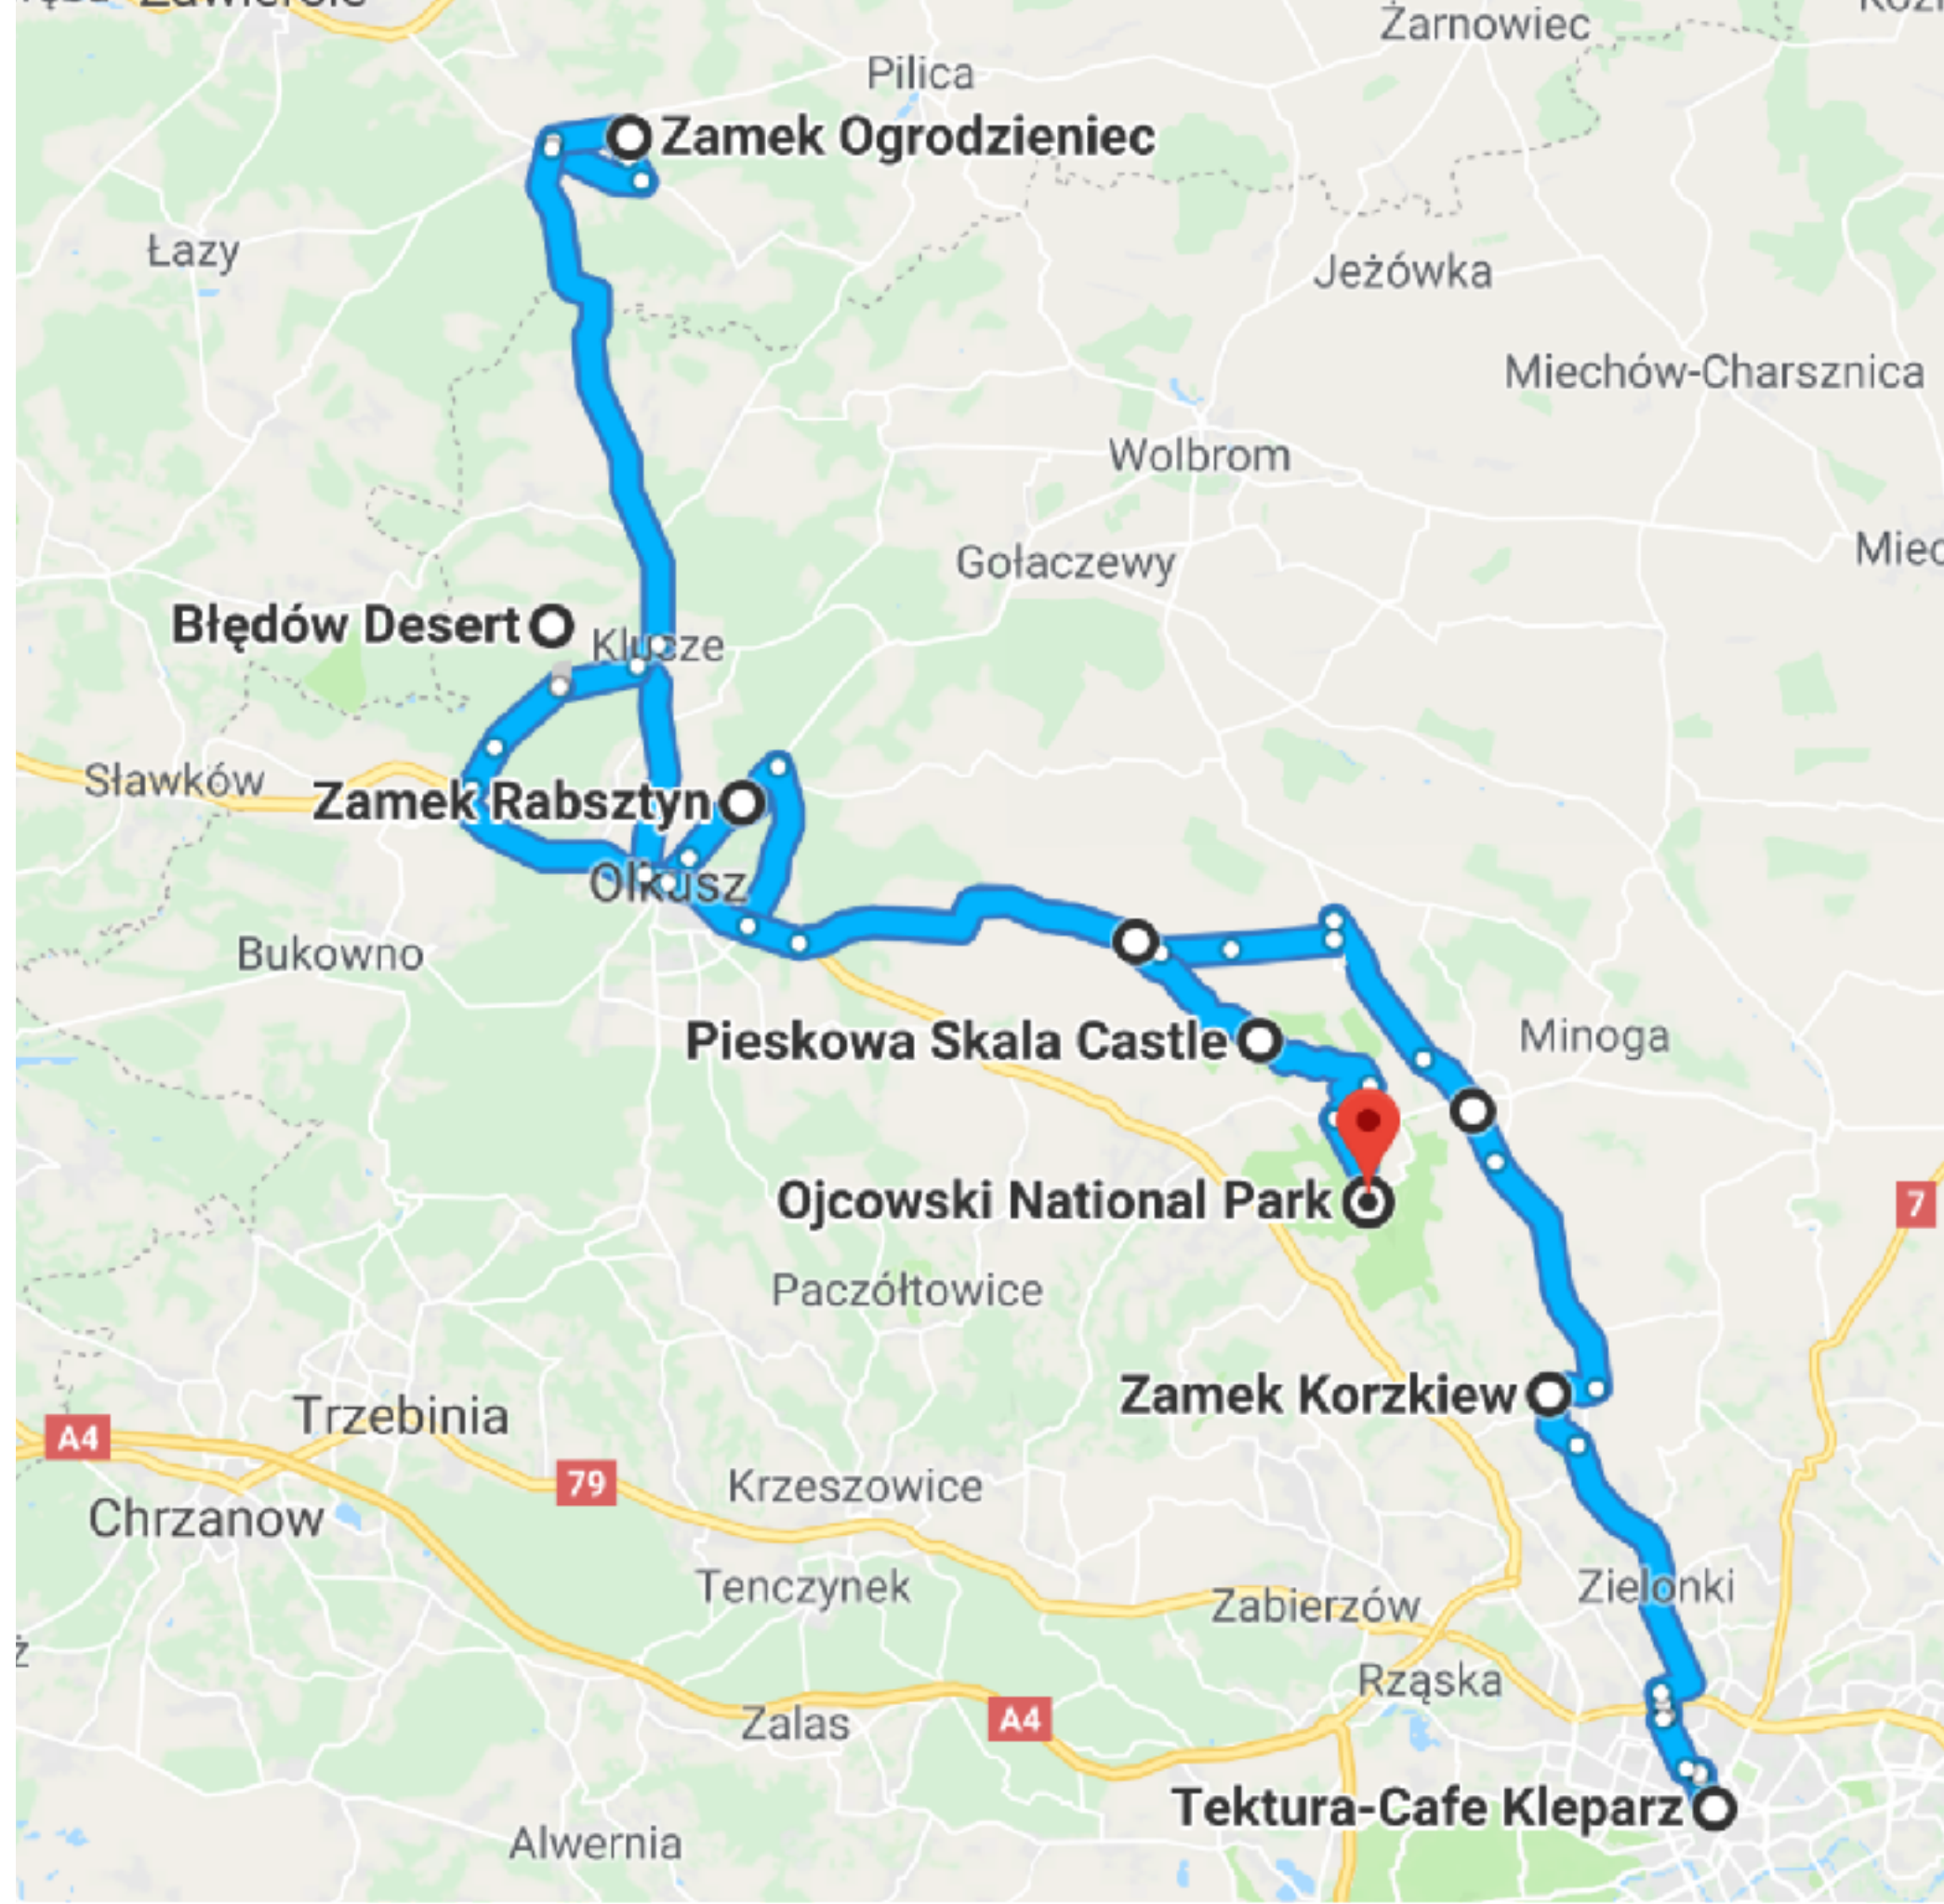 Żarnowiec
Pilica
Zamek Ogrodzieniec
Łazy
Jeżówka
Miechów-Charsznica
Wolbrom
Gołaczewy
Błędów Desert
Klucze
Sławków
Zamek Rabsztyn
Olkusz
Bukowno
Pieskowa Skala Castle
Minoga
Ojcowski National Park
7
Paczółtowice
Zamek Korzkiew
Trzebinia
A4
79
Krzeszowice
Chrzanow
Tenczynek
Zielonki
Zabierzów
Rząska
Zalas
A4
Tektura-Cafe Kleparz
Alwernia